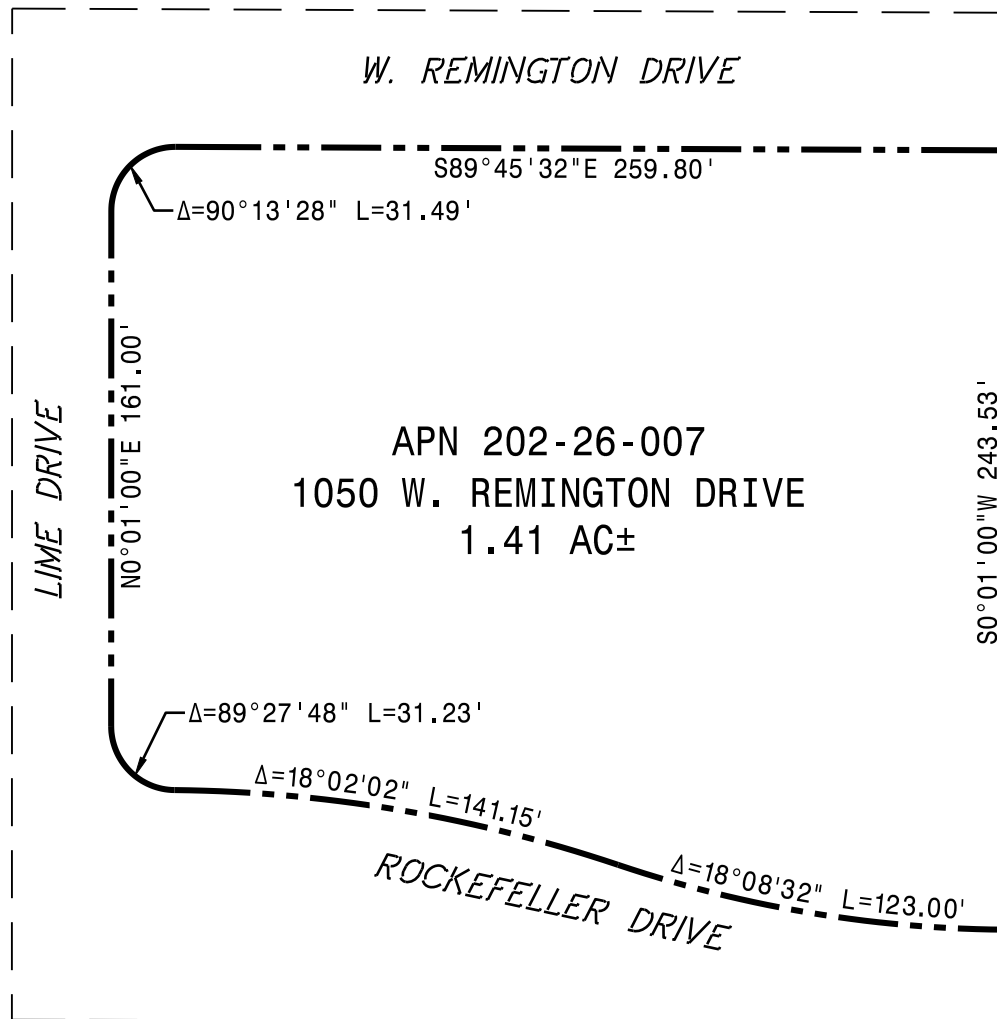 W. REMINGTON DRIVE
S89°45'32"E 259.80'
Δ=90°13'28" L=31.49'
N0°01'00"E 161.00'
LIME DRIVE
APN 202-26-007
1050 W. REMINGTON DRIVE
1.41 AC±
S0°01'00"W 243.53'
Δ=89°27'48" L=31.23'
Δ=18°02'02" L=141.15'
Δ=18°08'32" L=123.00'
ROCKEFELLER DRIVE